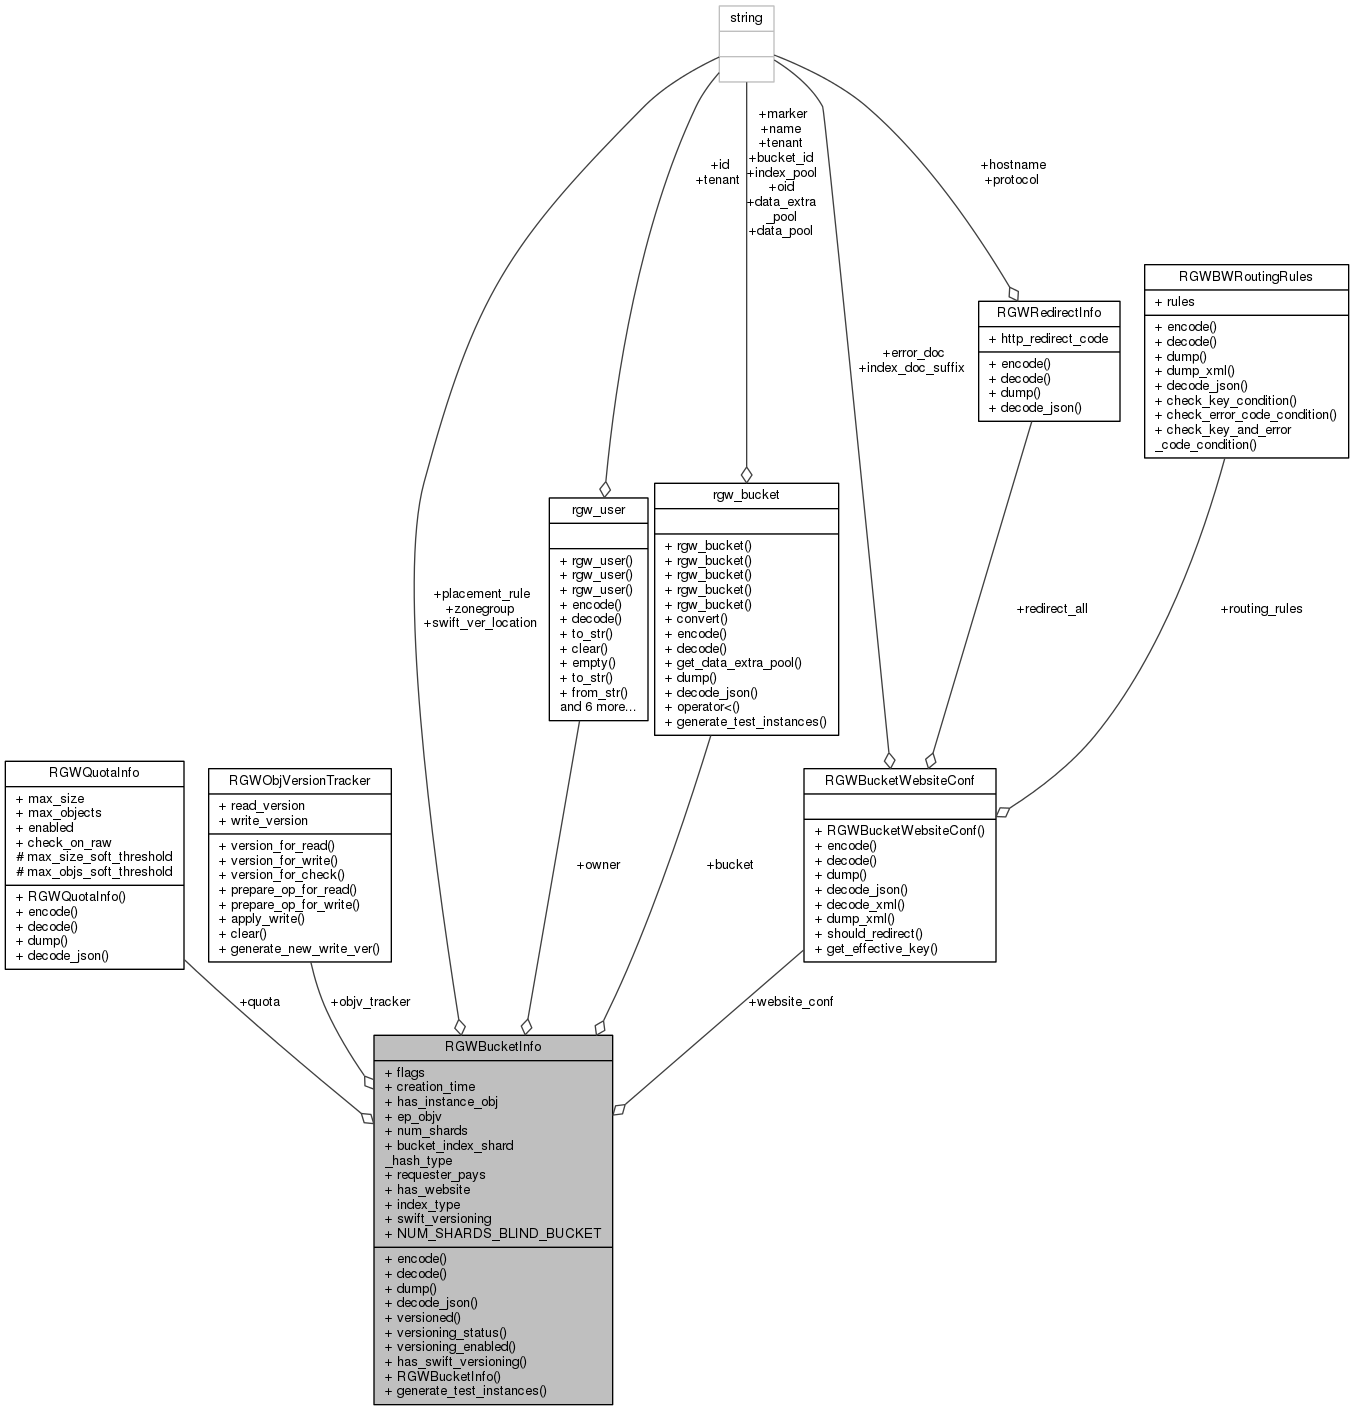 string
+marker
+name
+tenant
+bucket_id
+index_pool
+oid
+data_extra
_pool
+data_pool
+id
+tenant
+hostname
+protocol
+error_doc
+index_doc_suffix
RGWBWRoutingRules
+ rules
+ encode()
+ decode()
+ dump()
+ dump_xml()
+ decode_json()
+ check_key_condition()
+ check_error_code_condition()
+ check_key_and_error
_code_condition()
RGWRedirectInfo
+ http_redirect_code
+ encode()
+ decode()
+ dump()
+ decode_json()
rgw_user
+ rgw_user()
+ rgw_user()
+ rgw_user()
+ encode()
+ decode()
+ to_str()
+ clear()
+ empty()
+ to_str()
+ from_str()
and 6 more...
rgw_bucket
+ rgw_bucket()
+ rgw_bucket()
+ rgw_bucket()
+ rgw_bucket()
+ rgw_bucket()
+ convert()
+ encode()
+ decode()
+ get_data_extra_pool()
+ dump()
+ decode_json()
+ operator<()
+ generate_test_instances()
+placement_rule
+zonegroup
+swift_ver_location
+redirect_all
+routing_rules
RGWQuotaInfo
+ max_size
+ max_objects
+ enabled
+ check_on_raw
# max_size_soft_threshold
# max_objs_soft_threshold
+ RGWQuotaInfo()
+ encode()
+ decode()
+ dump()
+ decode_json()
RGWObjVersionTracker
+ read_version
+ write_version
+ version_for_read()
+ version_for_write()
+ version_for_check()
+ prepare_op_for_read()
+ prepare_op_for_write()
+ apply_write()
+ clear()
+ generate_new_write_ver()
RGWBucketWebsiteConf
+ RGWBucketWebsiteConf()
+ encode()
+ decode()
+ dump()
+ decode_json()
+ decode_xml()
+ dump_xml()
+ should_redirect()
+ get_effective_key()
+owner
+bucket
+quota
+objv_tracker
+website_conf
RGWBucketInfo
+ flags
+ creation_time
+ has_instance_obj
+ ep_objv
+ num_shards
+ bucket_index_shard
_hash_type
+ requester_pays
+ has_website
+ index_type
+ swift_versioning
+ NUM_SHARDS_BLIND_BUCKET
+ encode()
+ decode()
+ dump()
+ decode_json()
+ versioned()
+ versioning_status()
+ versioning_enabled()
+ has_swift_versioning()
+ RGWBucketInfo()
+ generate_test_instances()